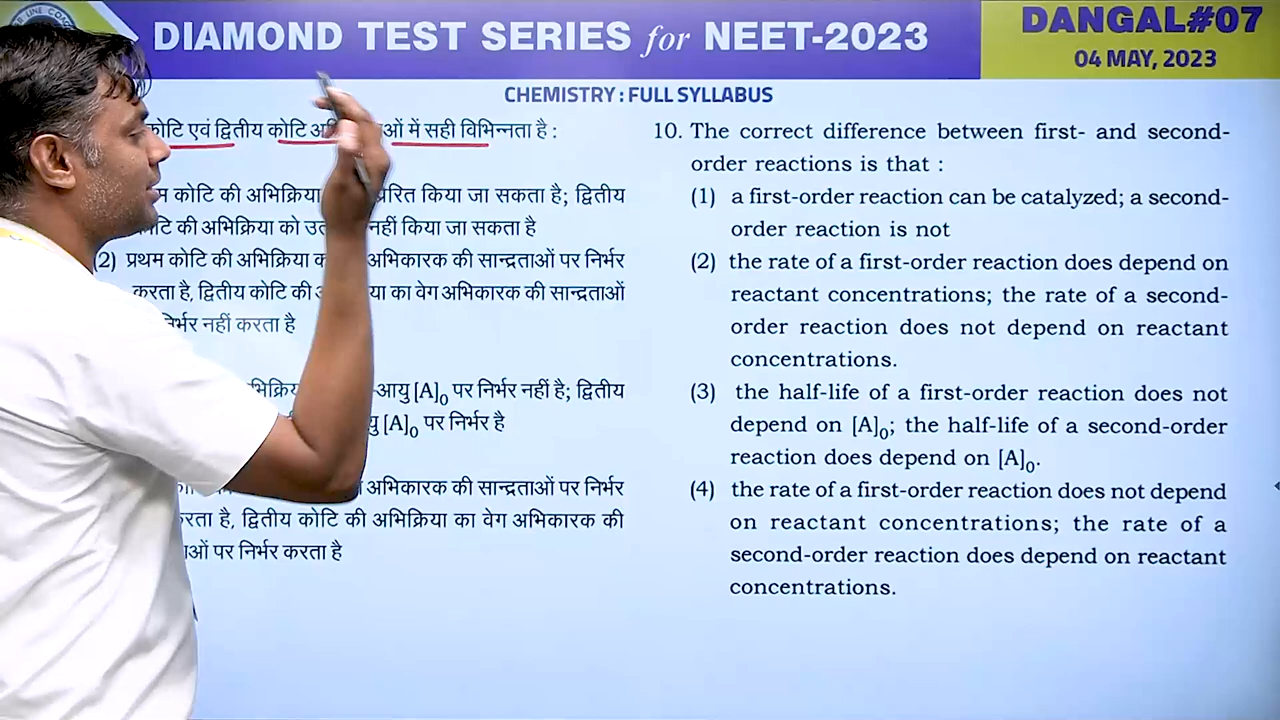 LINE COA
DIAMOND TEST SERIES for NEET-2023
DANGAL#07
04 MAY, 2023
CHEMISTRY : FULL SYLLABUS
कोटि एवं द्वितीय कोटि में सही विभिन्नता है :
कोटि की अभिक्रिया किया जा सकता है; द्वितीय
की अभिक्रिया को नहीं किया जा सकता है
(2) प्रथम कोटि की अभिक्रिया अभिकारक की सान्द्रताओं पर निर्भर
करता है, द्वितीय कोटि की का वेग अभिकारक की सान्द्रताओं
निर्भर नहीं करता है
-आयु [A]0 पर निर्भर नहीं है; द्वितीय
[A]0 पर निर्भर है
अभिकारक की सान्द्रताओं पर निर्भर
है, द्वितीय कोटि की अभिक्रिया का वेग अभिकारक की
पर निर्भर करता है
10. The correct difference between first- and second-
order reactions is that :
(1) a first-order reaction can be catalyzed; a second-
order reaction is not
(2) the rate of a first-order reaction does depend on
reactant concentrations; the rate of a second-
order reaction does not depend on reactant
concentrations.
(3) the half-life of a first-order reaction does not
depend on [A]0; the half-life of a second-order
reaction does depend on [A]0.
(4) the rate of a first-order reaction does not depend
on reactant concentrations; the rate of a
second-order reaction does depend on reactant
concentrations.